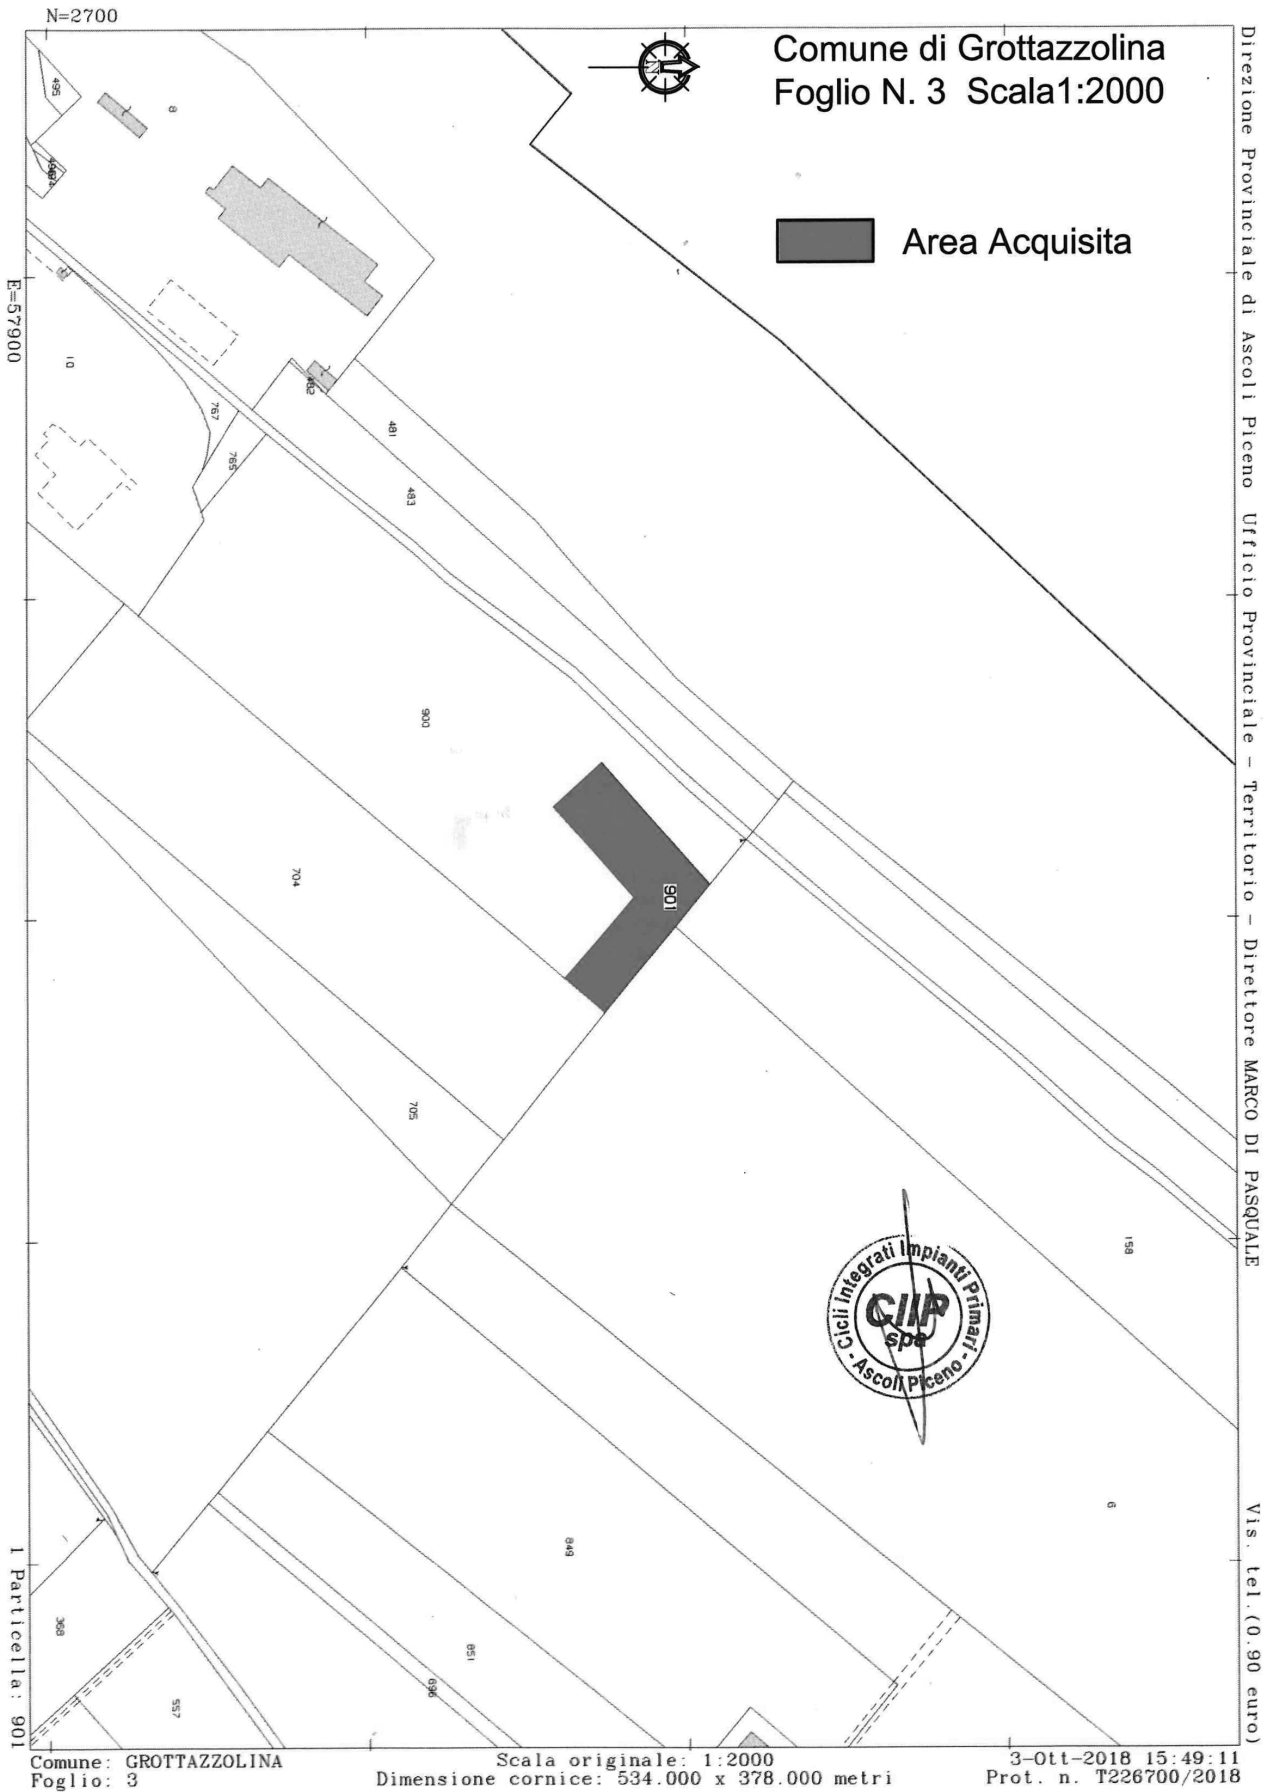 N=2700
Comune di Grottazzolina
Foglio N. 3 Scala1:2000
Area Acquisita
Direzione Provinciale di Ascoli Piceno Ufficio Provinciale - Territorio - Direttore MARCO DI PASQUALE
Vis. tel. (0.90 euro)
E=57900
N
495
8
10
482
767
765
481
483
900
901
704
705
158
Cicli Integrati Impianti Primari - Ascoli Piceno -
CIIP
spa
6
849
851
696
368
557
1 Particella: 901
Comune: GROTTAZZOLINA
Foglio: 3
Scala originale: 1:2000
Dimensione cornice: 534.000 x 378.000 metri
3-Ott-2018 15:49:11
Prot. n. T226700/2018